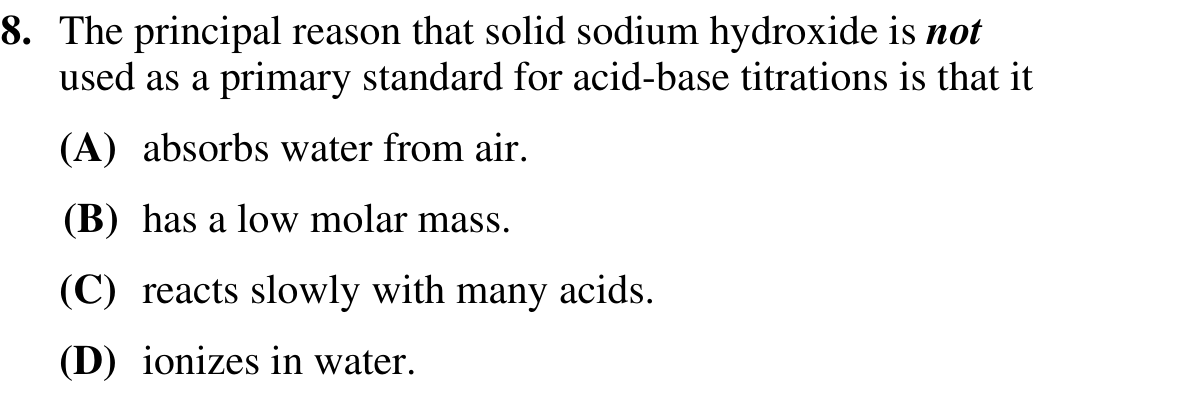 8. The principal reason that solid sodium hydroxide is not
used as a primary standard for acid-base titrations is that it
(A) absorbs water from air.
(B) has a low molar mass.
(C) reacts slowly with many acids.
(D) ionizes in water.